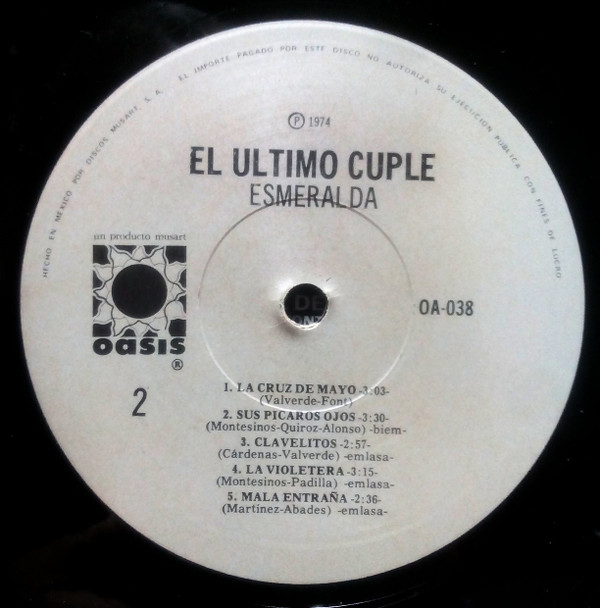 HECHO EN MEXICO POR DISCOS MUSART, S. A. EL IMPORTE PAGADO POR ESTE DISCO NO AUTORIZA SU EJECUCION PUBLICA CON FINES DE LUCRO
Ⓟ 1974
EL ULTIMO CUPLE
ESMERALDA
un producto musart
oasis
®
OA-038
2
DE
1. LA CRUZ DE MAYO -3:03-
(Valverde-Font)
2. SUS PICAROS OJOS -3:30-
(Montesinos-Quiroz-Alonso) -biem-
3. CLAVELITOS -2:57-
(Cárdenas-Valverde) -emlasa-
4. LA VIOLETERA -3:15-
(Montesinos-Padilla) -emlasa-
5. MALA ENTRAÑA -2:36-
(Martínez-Abades) -emlasa-